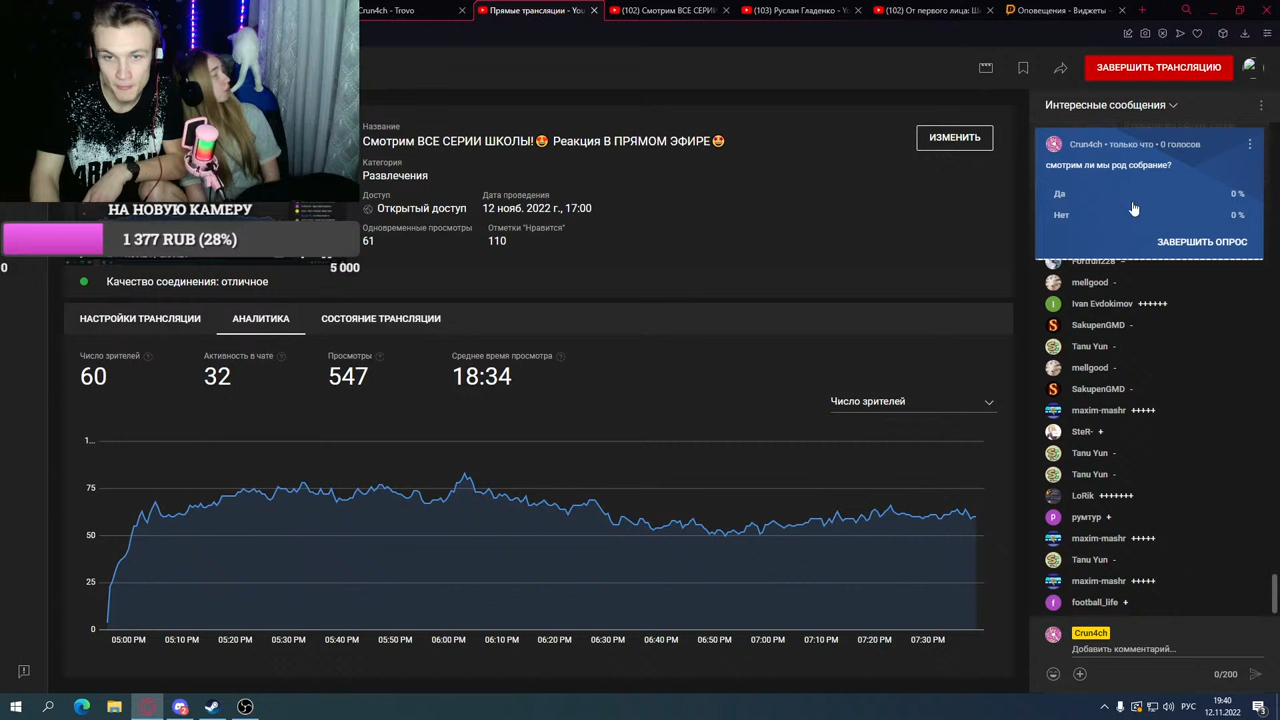 Crun4ch - Trovo
Прямые трансляции - You
(102) Смотрим ВСЕ СЕРИИ
(103) Руслан Гладенко - Yo
(102) От первого лица: Ш
Оповещения - Виджеты
ЗАВЕРШИТЬ ТРАНСЛЯЦИЮ
Название
Смотрим ВСЕ СЕРИИ ШКОЛЫ!🤩 Реакция В ПРЯМОМ ЭФИРЕ🤩
ИЗМЕНИТЬ
Категория
Развлечения
Доступ
Открытый доступ
Дата проведения
12 нояб. 2022 г., 17:00
Одновременные просмотры
61
Отметки "Нравится"
110
НА НОВУЮ КАМЕРУ
1 377 RUB (28%)
0
5 000
Качество соединения: отличное
НАСТРОЙКИ ТРАНСЛЯЦИИ
АНАЛИТИКА
СОСТОЯНИЕ ТРАНСЛЯЦИИ
Число зрителей
60
Активность в чате
32
Просмотры
547
Среднее время просмотра
18:34
Число зрителей
1...
75
50
25
0
05:00 PM 05:10 PM 05:20 PM 05:30 PM 05:40 PM 05:50 PM 06:00 PM 06:10 PM 06:20 PM 06:30 PM 06:40 PM 06:50 PM 07:00 PM 07:10 PM 07:20 PM 07:30 PM
Интересные сообщения
Crun4ch • только что • 0 голосов
смотрим ли мы род собрание?
Да 0 %
Нет 0 %
ЗАВЕРШИТЬ ОПРОС
mellgood -
Ivan Evdokimov ++++++
SakupenGMD -
Tanu Yun -
mellgood -
SakupenGMD -
maxim-mashr +++++
SteR- +
Tanu Yun -
Tanu Yun -
LoRik +++++++
румтур +
maxim-mashr +++++
Tanu Yun -
maxim-mashr +++++
football_life +
Crun4ch
Добавить комментарий...
0/200
РУС
19:40
12.11.2022